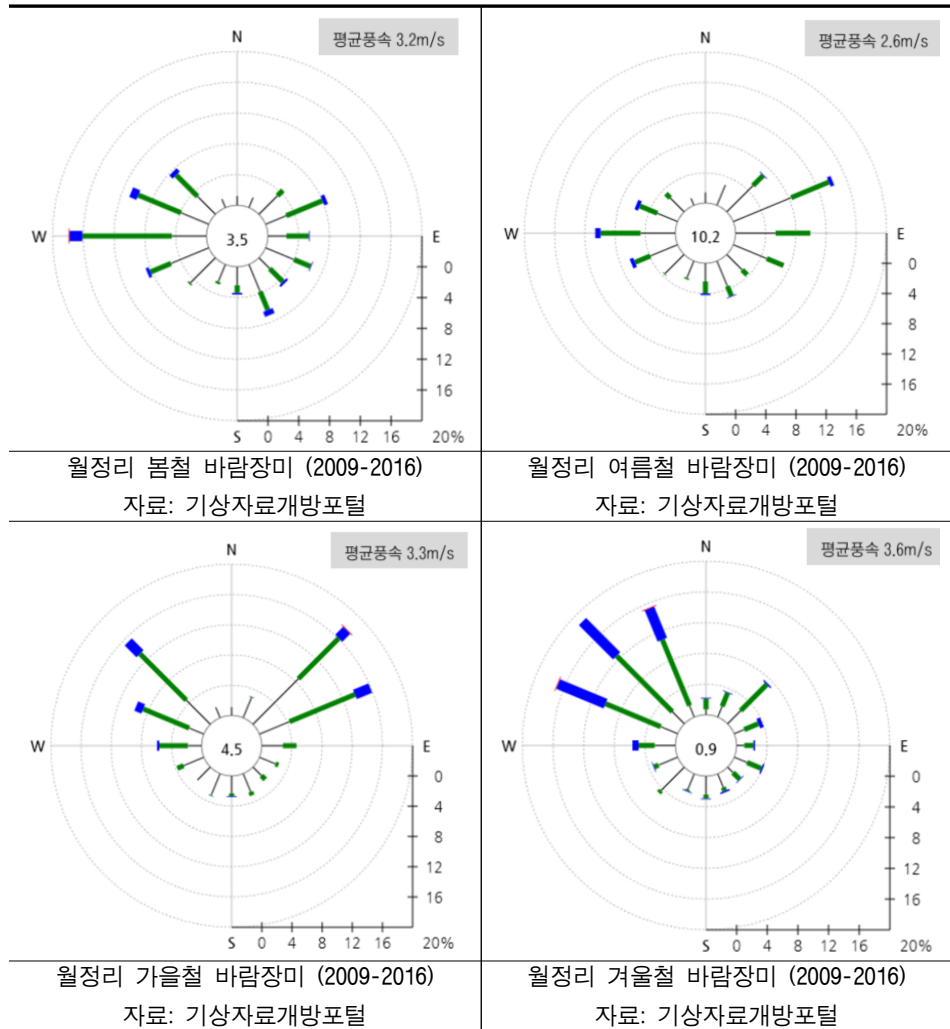 평균풍속 3.2m/s
N
W
3.5
E
0
4
8
12
16
S 0 4 8 12 16 20%
월정리 봄철 바람장미 (2009-2016)
자료: 기상자료개방포털
평균풍속 2.6m/s
N
W
10.2
E
0
4
8
12
16
S 0 4 8 12 16 20%
월정리 여름철 바람장미 (2009-2016)
자료: 기상자료개방포털
평균풍속 3.3m/s
N
W
4.5
E
0
4
8
12
16
S 0 4 8 12 16 20%
월정리 가을철 바람장미 (2009-2016)
자료: 기상자료개방포털
평균풍속 3.6m/s
N
W
0.9
E
0
4
8
12
16
S 0 4 8 12 16 20%
월정리 겨울철 바람장미 (2009-2016)
자료: 기상자료개방포털